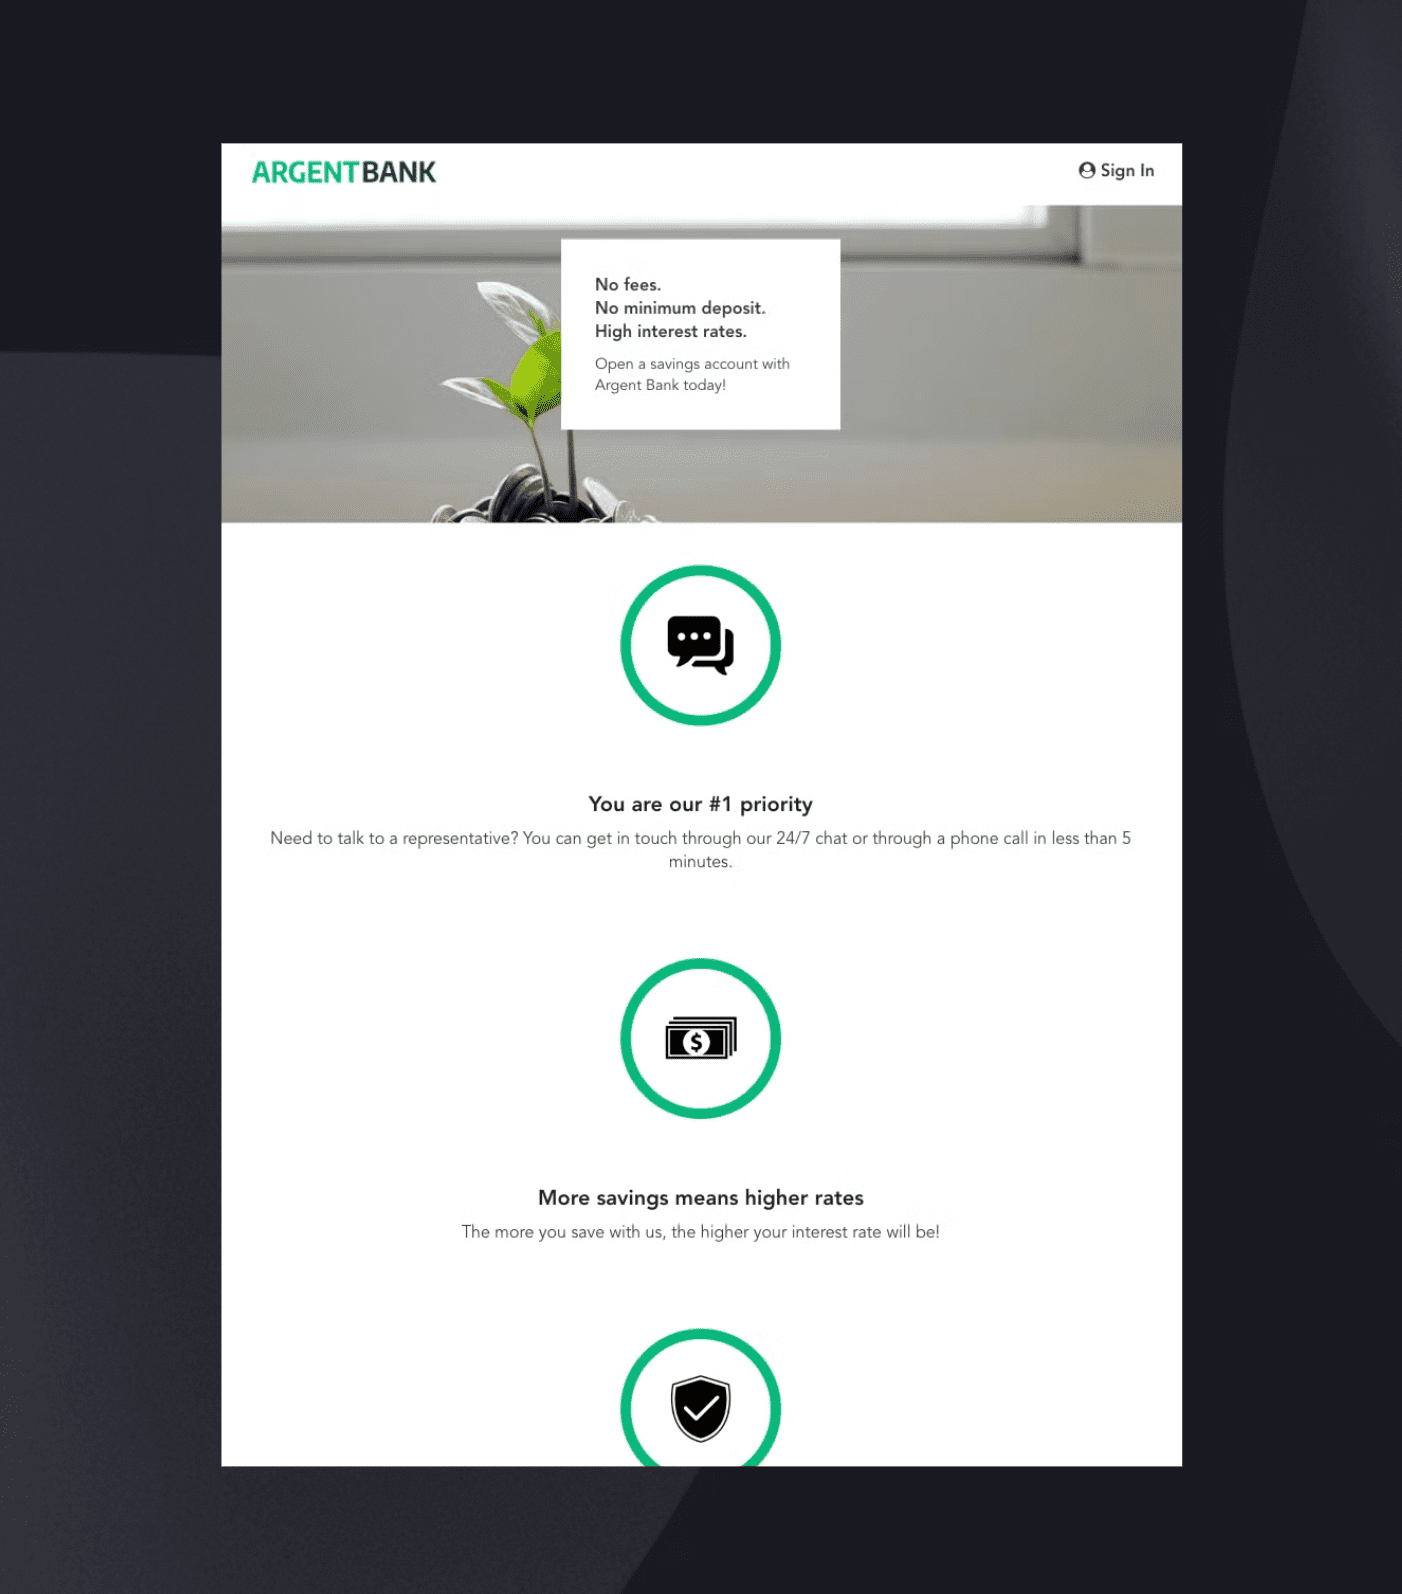 ARGENTBANK
Sign In
No fees.
No minimum deposit.
High interest rates.
Open a savings account with
Argent Bank today!
You are our #1 priority
Need to talk to a representative? You can get in touch through our 24/7 chat or through a phone call in less than 5
minutes.
$
More savings means higher rates
The more you save with us, the higher your interest rate will be!